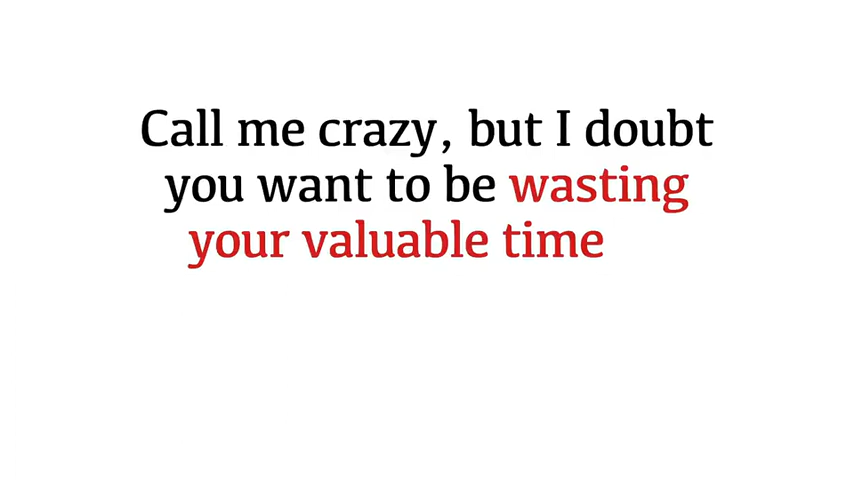 Call me crazy, but I doubt
you want to be wasting
your valuable time